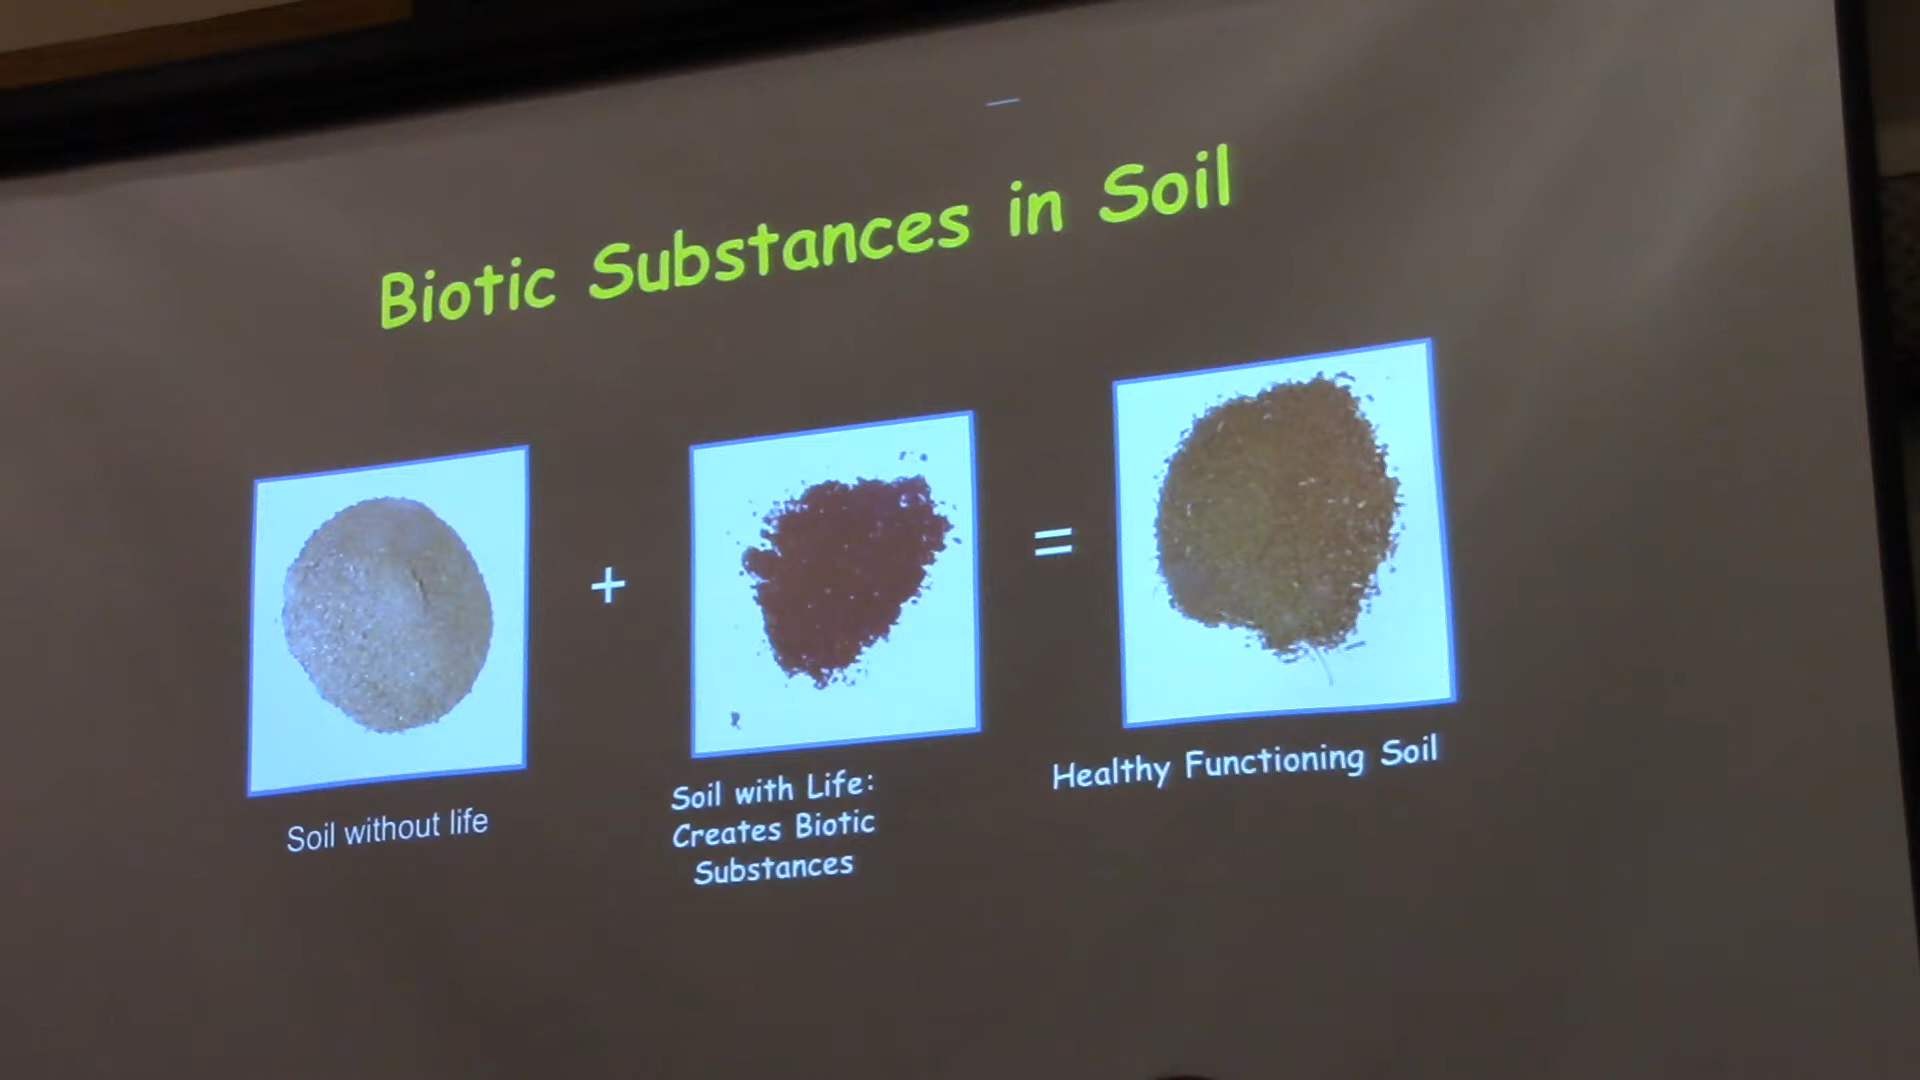 Biotic Substances in Soil
+
=
Soil without life
Soil with Life:
Creates Biotic
Substances
Healthy Functioning Soil